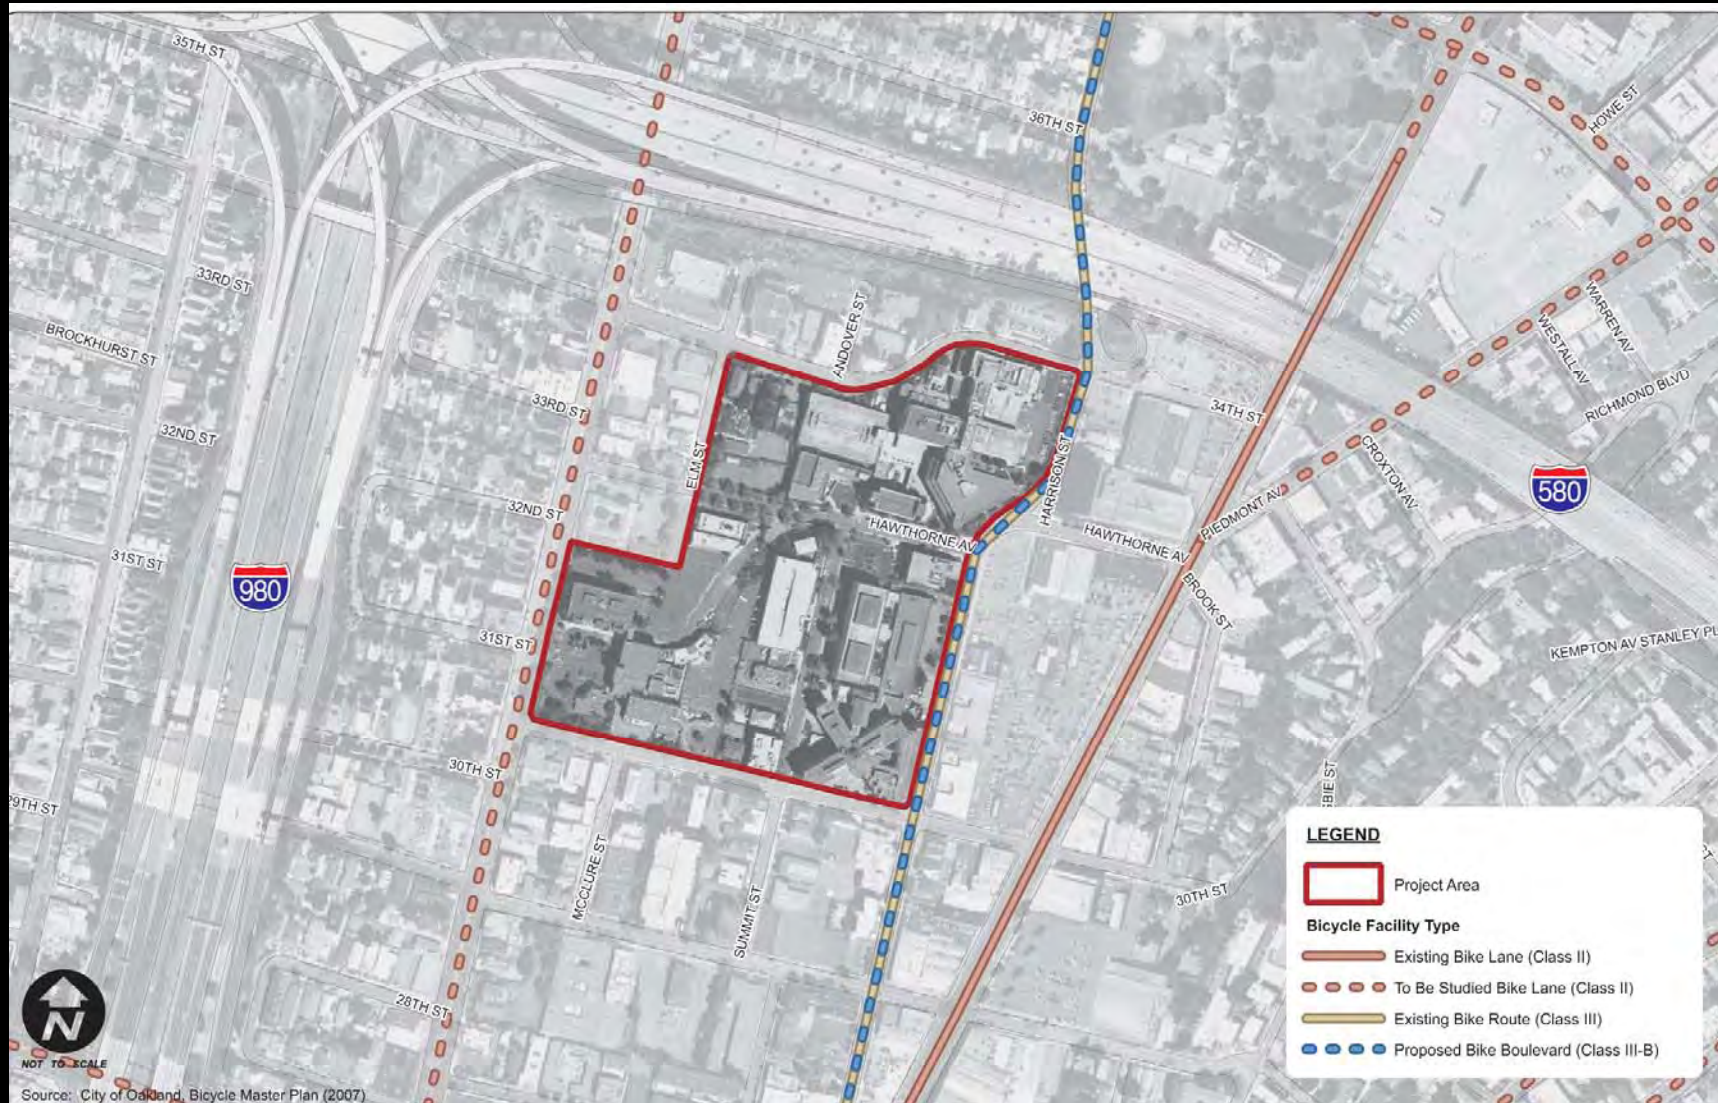 35TH ST
36TH ST
HOWE ST
33RD ST
BROCKHURST ST
ANDOVER ST
WARREN AV
WESTALL AV
RICHMOND BLVD
33RD ST
32ND ST
34TH ST
ELM ST
HARRISON ST
CROXTON AV
580
PIEDMONT AV
32ND ST
HAWTHORNE AV
HAWTHORNE AV
31ST ST
980
BROOK ST
31ST ST
KEMPTON AV STANLEY PL
30TH ST
29TH ST
MCCLURE ST
SUMMIT ST
30TH ST
28TH ST
LEGEND
Project Area
Bicycle Facility Type
Existing Bike Lane (Class II)
To Be Studied Bike Lane (Class II)
Existing Bike Route (Class III)
Proposed Bike Boulevard (Class III-B)
N
NOT TO SCALE
Source: City of Oakland, Bicycle Master Plan (2007)